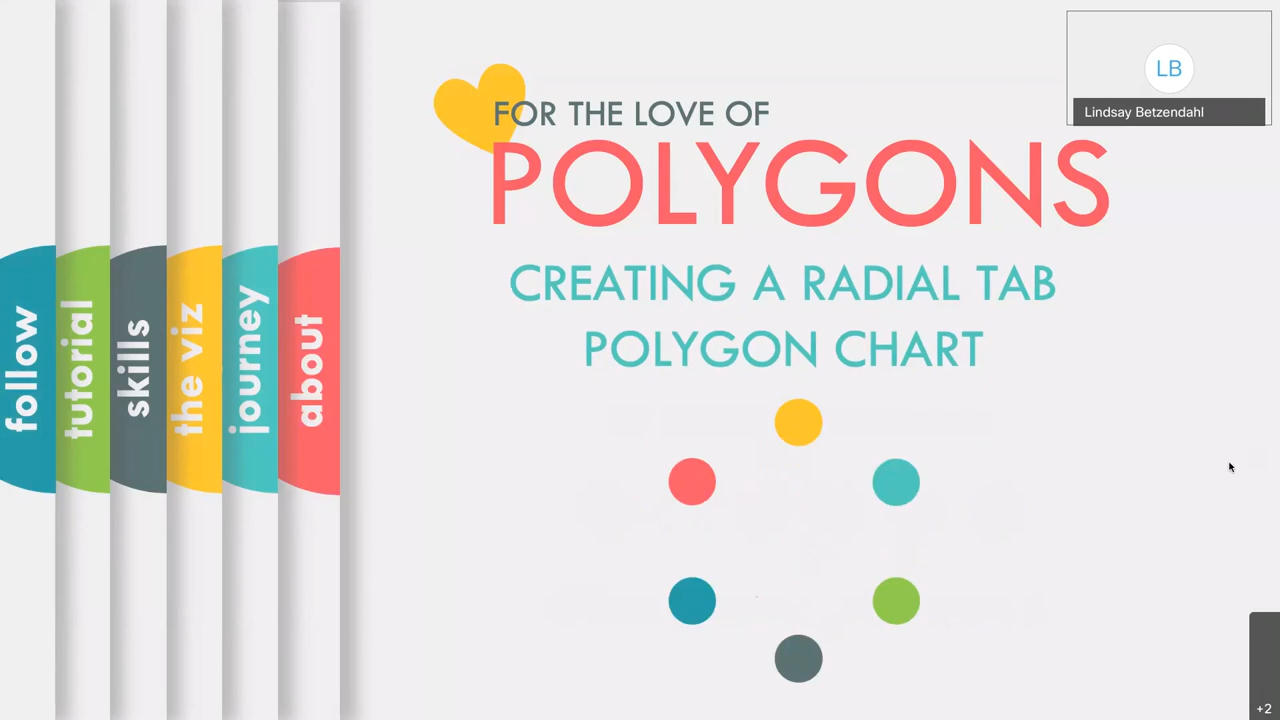 FOR THE LOVE OF
POLYGONS
CREATING A RADIAL TAB
POLYGON CHART
follow
tutorial
skills
the viz
journey
about
LB
Lindsay Betzendahl
+2